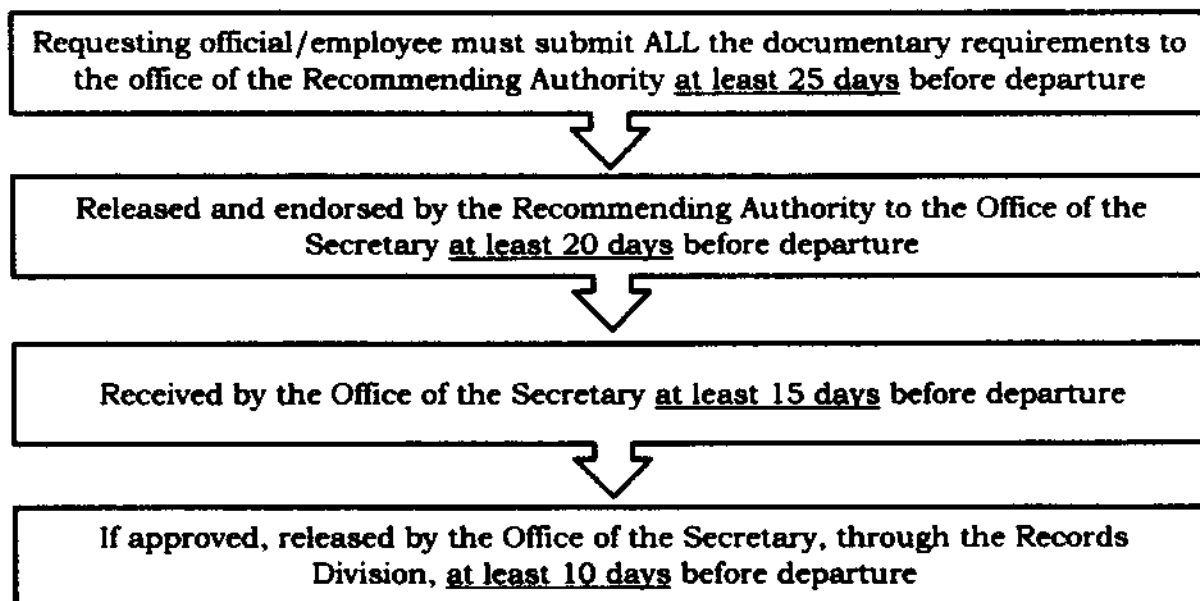 Requesting official/employee must submit ALL the documentary requirements to
the office of the Recommending Authority at least 25 days before departure
Released and endorsed by the Recommending Authority to the Office of the
Secretary at least 20 days before departure
Received by the Office of the Secretary at least 15 days before departure
If approved, released by the Office of the Secretary, through the Records
Division, at least 10 days before departure